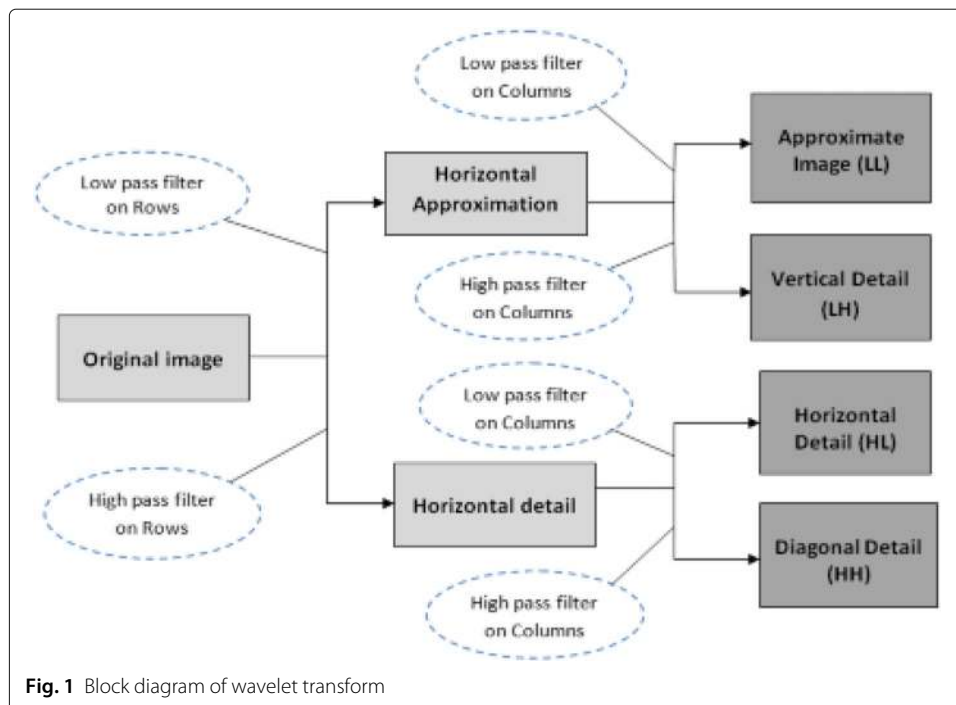 Low pass filter
on Rows
Original image
High pass filter
on Rows
Low pass filter
on Columns
Horizontal
Approximation
High pass filter
on Columns
Low pass filter
on Columns
Horizontal detail
High pass filter
on Columns
Approximate
Image (LL)
Vertical Detail
(LH)
Horizontal
Detail (HL)
Diagonal Detail
(HH)
Fig. 1 Block diagram of wavelet transform